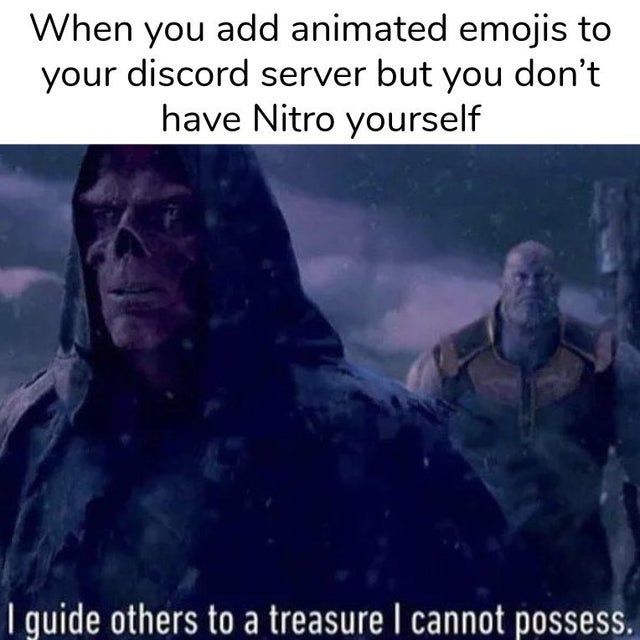 When you add animated emojis to
your discord server but you don’t
have Nitro yourself
I guide others to a treasure I cannot possess.